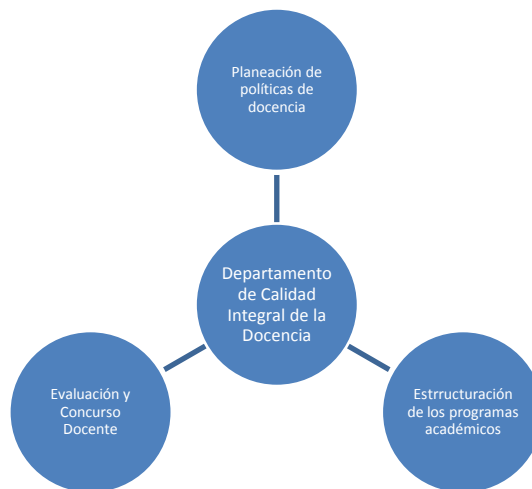 Planeación de
políticas de
docencia
Departamento
de Calidad
Integral de la
Docencia
Evaluación y
Concurso
Docente
Estrructuración
de los programas
académicos